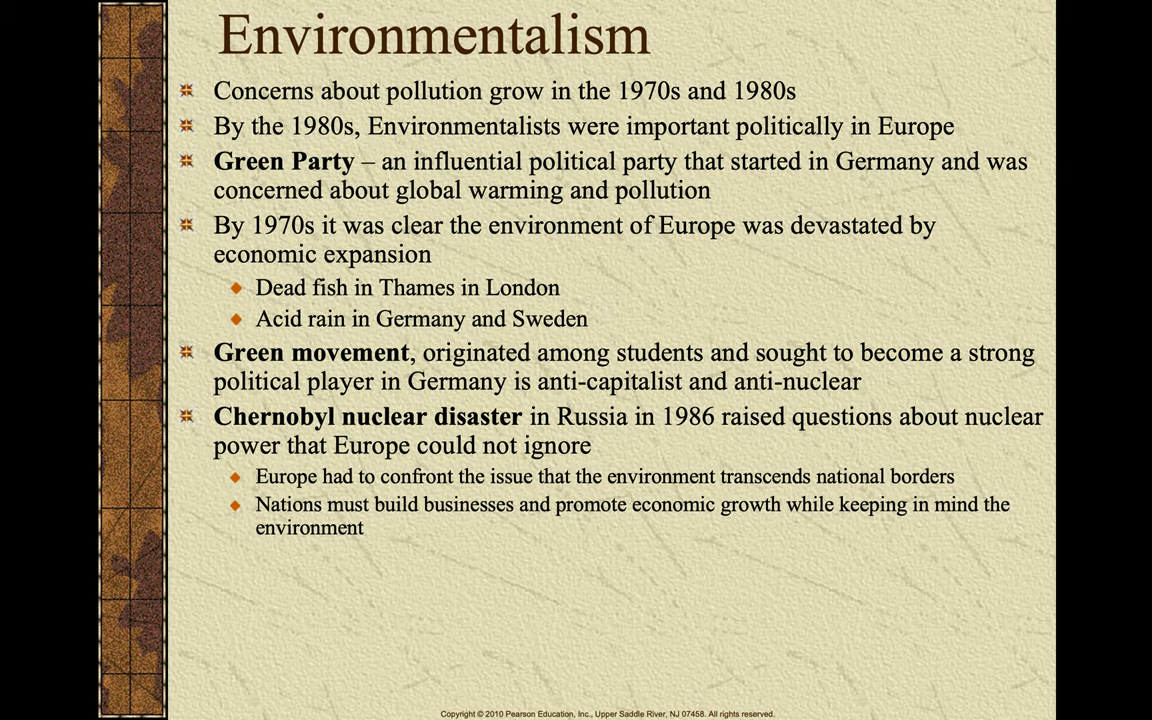 Environmentalism
Concerns about pollution grow in the 1970s and 1980s
By the 1980s, Environmentalists were important politically in Europe
Green Party – an influential political party that started in Germany and was
concerned about global warming and pollution
By 1970s it was clear the environment of Europe was devastated by
economic expansion
Dead fish in Thames in London
Acid rain in Germany and Sweden
Green movement, originated among students and sought to become a strong
political player in Germany is anti-capitalist and anti-nuclear
Chernobyl nuclear disaster in Russia in 1986 raised questions about nuclear
power that Europe could not ignore
Europe had to confront the issue that the environment transcends national borders
Nations must build businesses and promote economic growth while keeping in mind the
environment
Copyright © 2010 Pearson Education, Inc., Upper Saddle River, NJ 07458. All rights reserved.